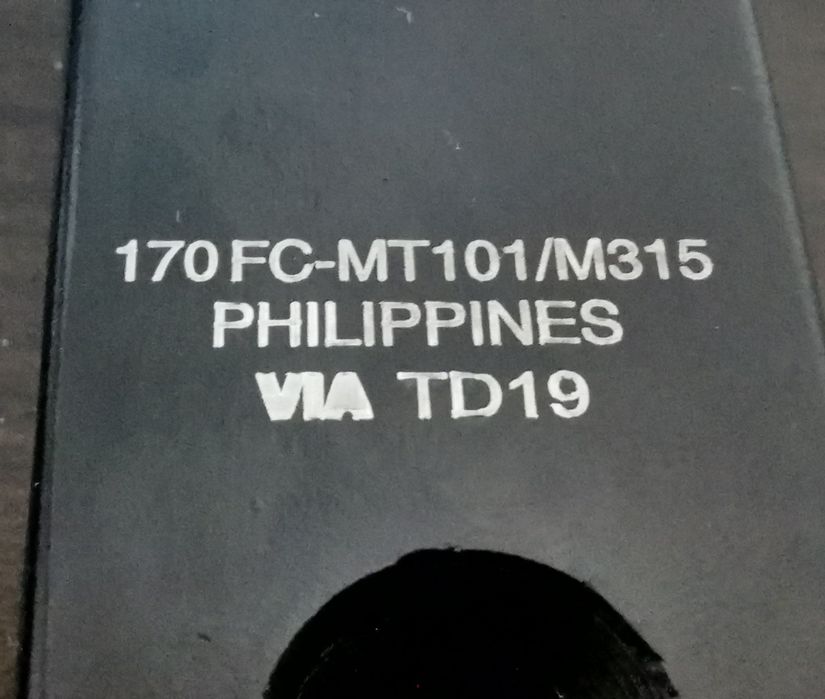 170 FC-MT101/M315
PHILIPPINES
VIA TD19